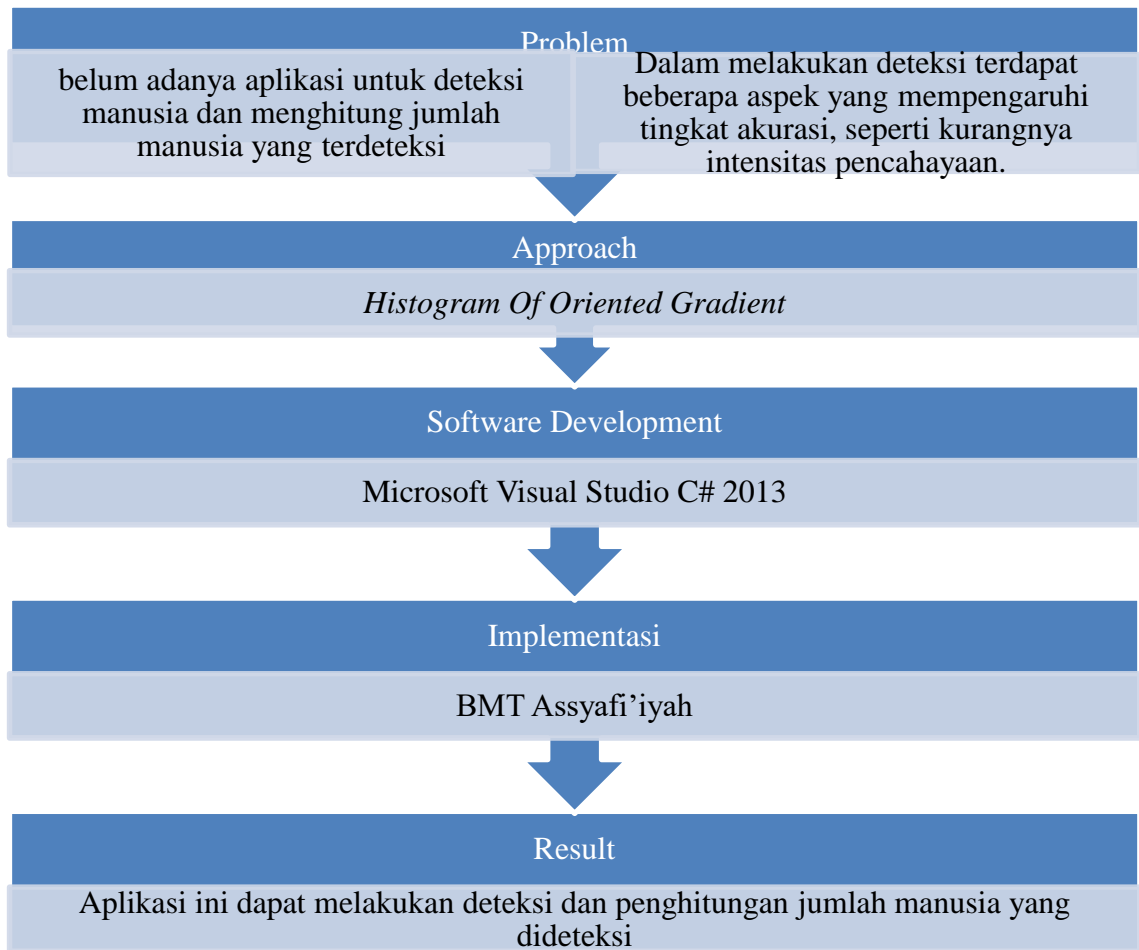 Problem
belum adanya aplikasi untuk deteksi
manusia dan menghitung jumlah
manusia yang terdeteksi
Dalam melakukan deteksi terdapat
beberapa aspek yang mempengaruhi
tingkat akurasi, seperti kurangnya
intensitas pencahayaan.
Approach
Histogram Of Oriented Gradient
Software Development
Microsoft Visual Studio C# 2013
Implementasi
BMT Assyafi’iyah
Result
Aplikasi ini dapat melakukan deteksi dan penghitungan jumlah manusia yang
dideteksi